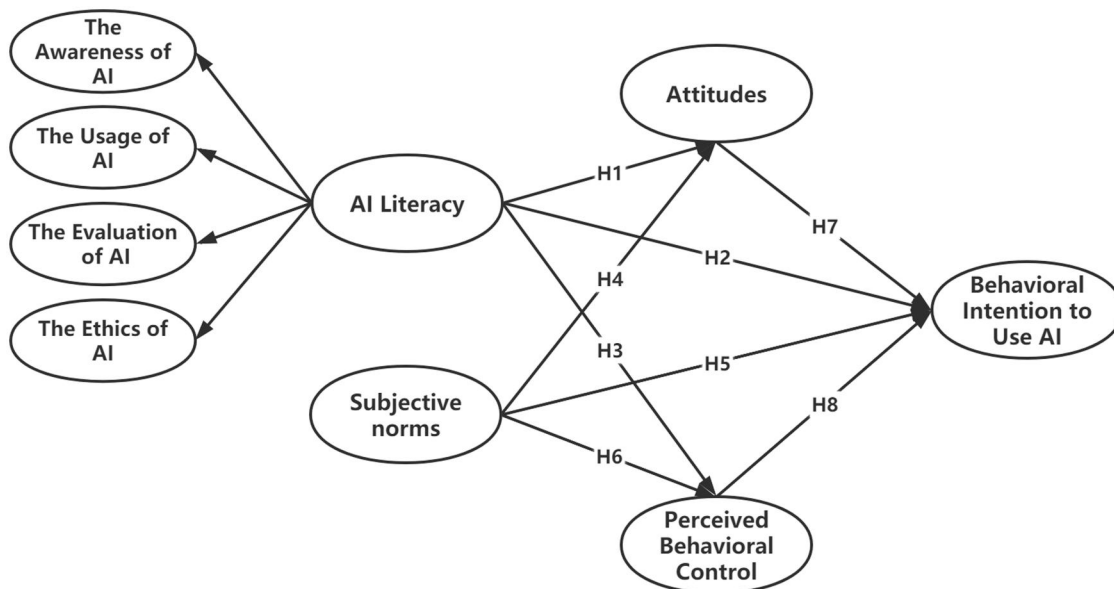 The
Awareness of
AI
The Usage of
AI
The Evaluation
of AI
The Ethics of
AI
AI Literacy
Subjective
norms
Attitudes
Perceived
Behavioral
Control
Behavioral
Intention to
Use AI
H1
H2
H4
H3
H5
H6
H7
H8